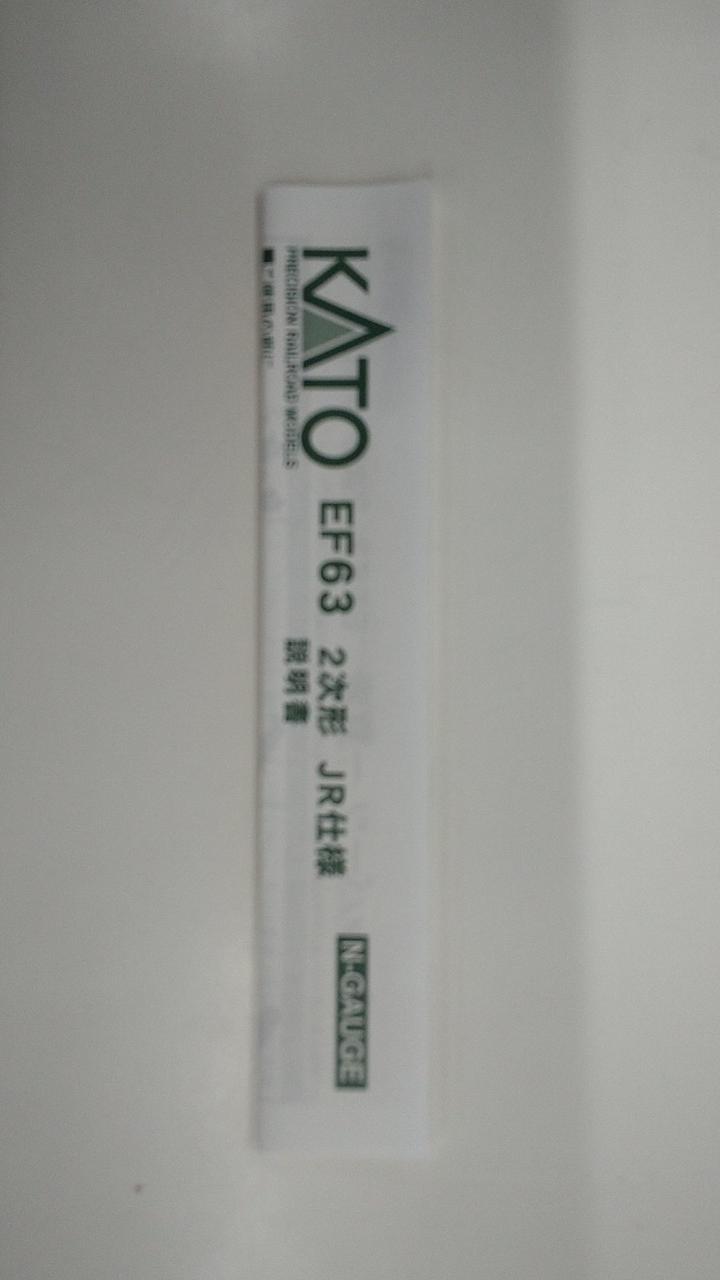 KATO EF63 2次形 JR仕様 N-GAUGE
PRECISION RAILROAD MODELS 説明書